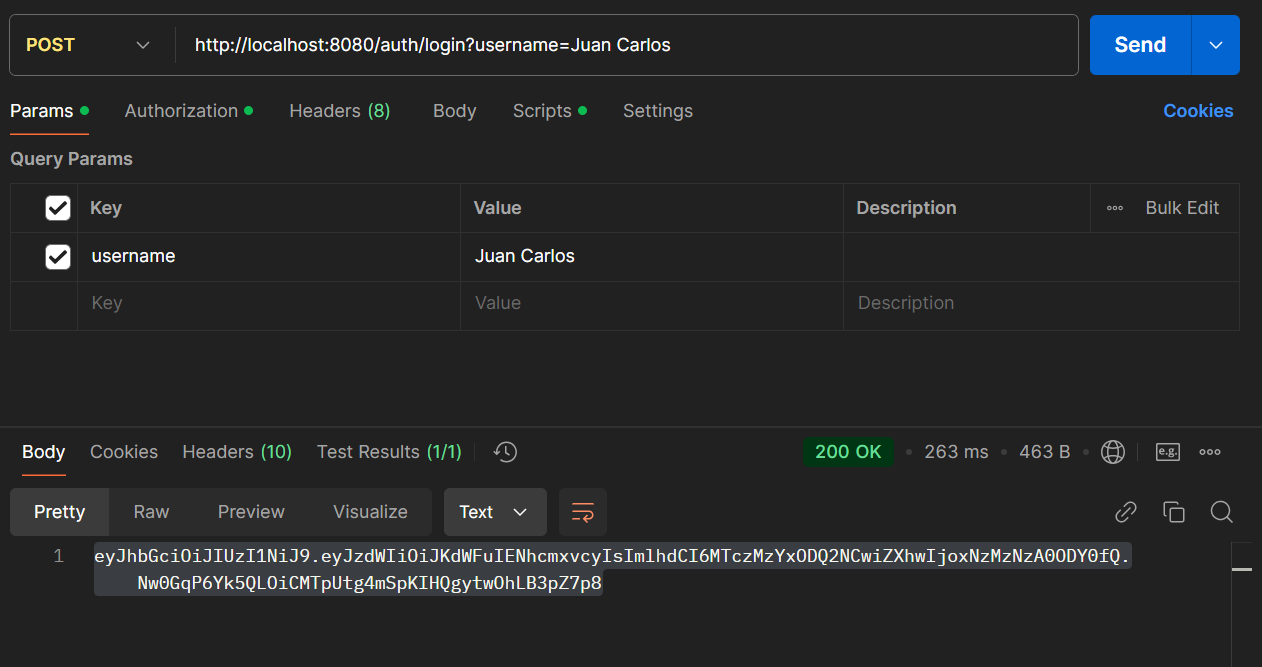 POST http://localhost:8080/auth/login?username=Juan Carlos Send
Params Authorization Headers (8) Body Scripts Settings Cookies
Query Params
Key Value Description Bulk Edit
username Juan Carlos
Key Value Description
Body Cookies Headers (10) Test Results (1/1) 200 OK 263 ms 463 B e.g.
Pretty Raw Preview Visualize Text
1 eyJhbGciOiJIUzI1NiJ9.eyJzdWIiOiJKdWFuIENhcmxvcyIsImlhdCI6MTczMzYxODQ2NCwiZXhwIjoxNzMzNzA0ODY0fQ.
Nw0GqP6Yk5QLOiCMTpUtg4mSpKIHQgytwOhLB3pZ7p8